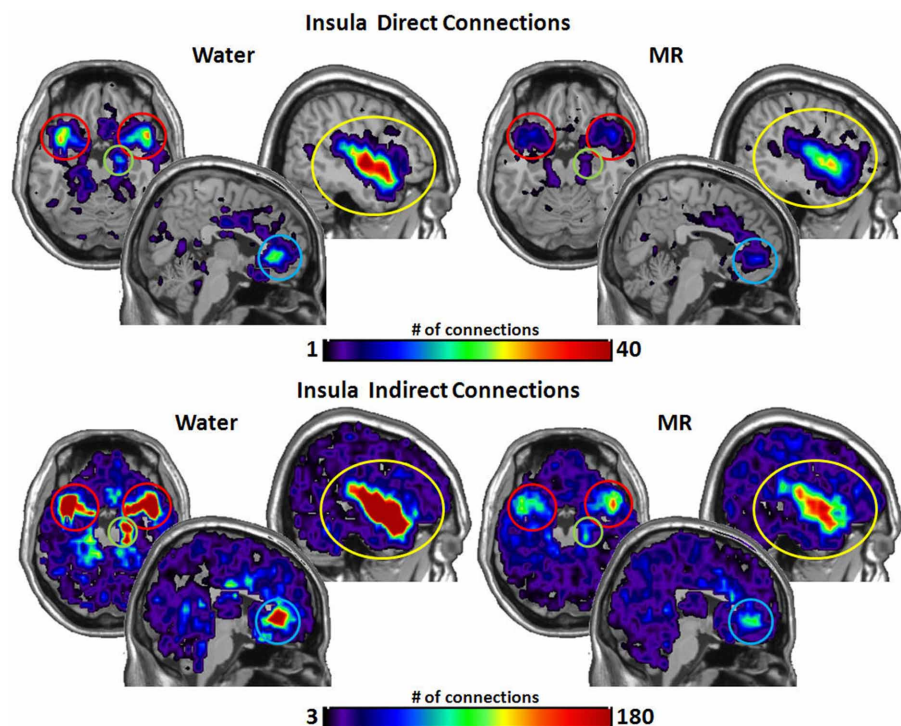 Insula Direct Connections
Water MR
# of connections
1 40
Insula Indirect Connections
Water MR
# of connections
3 180